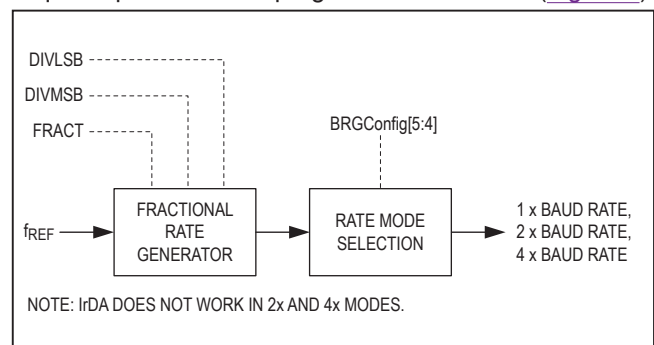 DIVLSB
DIVMSB
FRACT
BRGConfig[5:4]
fREF
FRACTIONAL
RATE
GENERATOR
RATE MODE
SELECTION
1 x BAUD RATE,
2 x BAUD RATE,
4 x BAUD RATE
NOTE: IrDA DOES NOT WORK IN 2x AND 4x MODES.